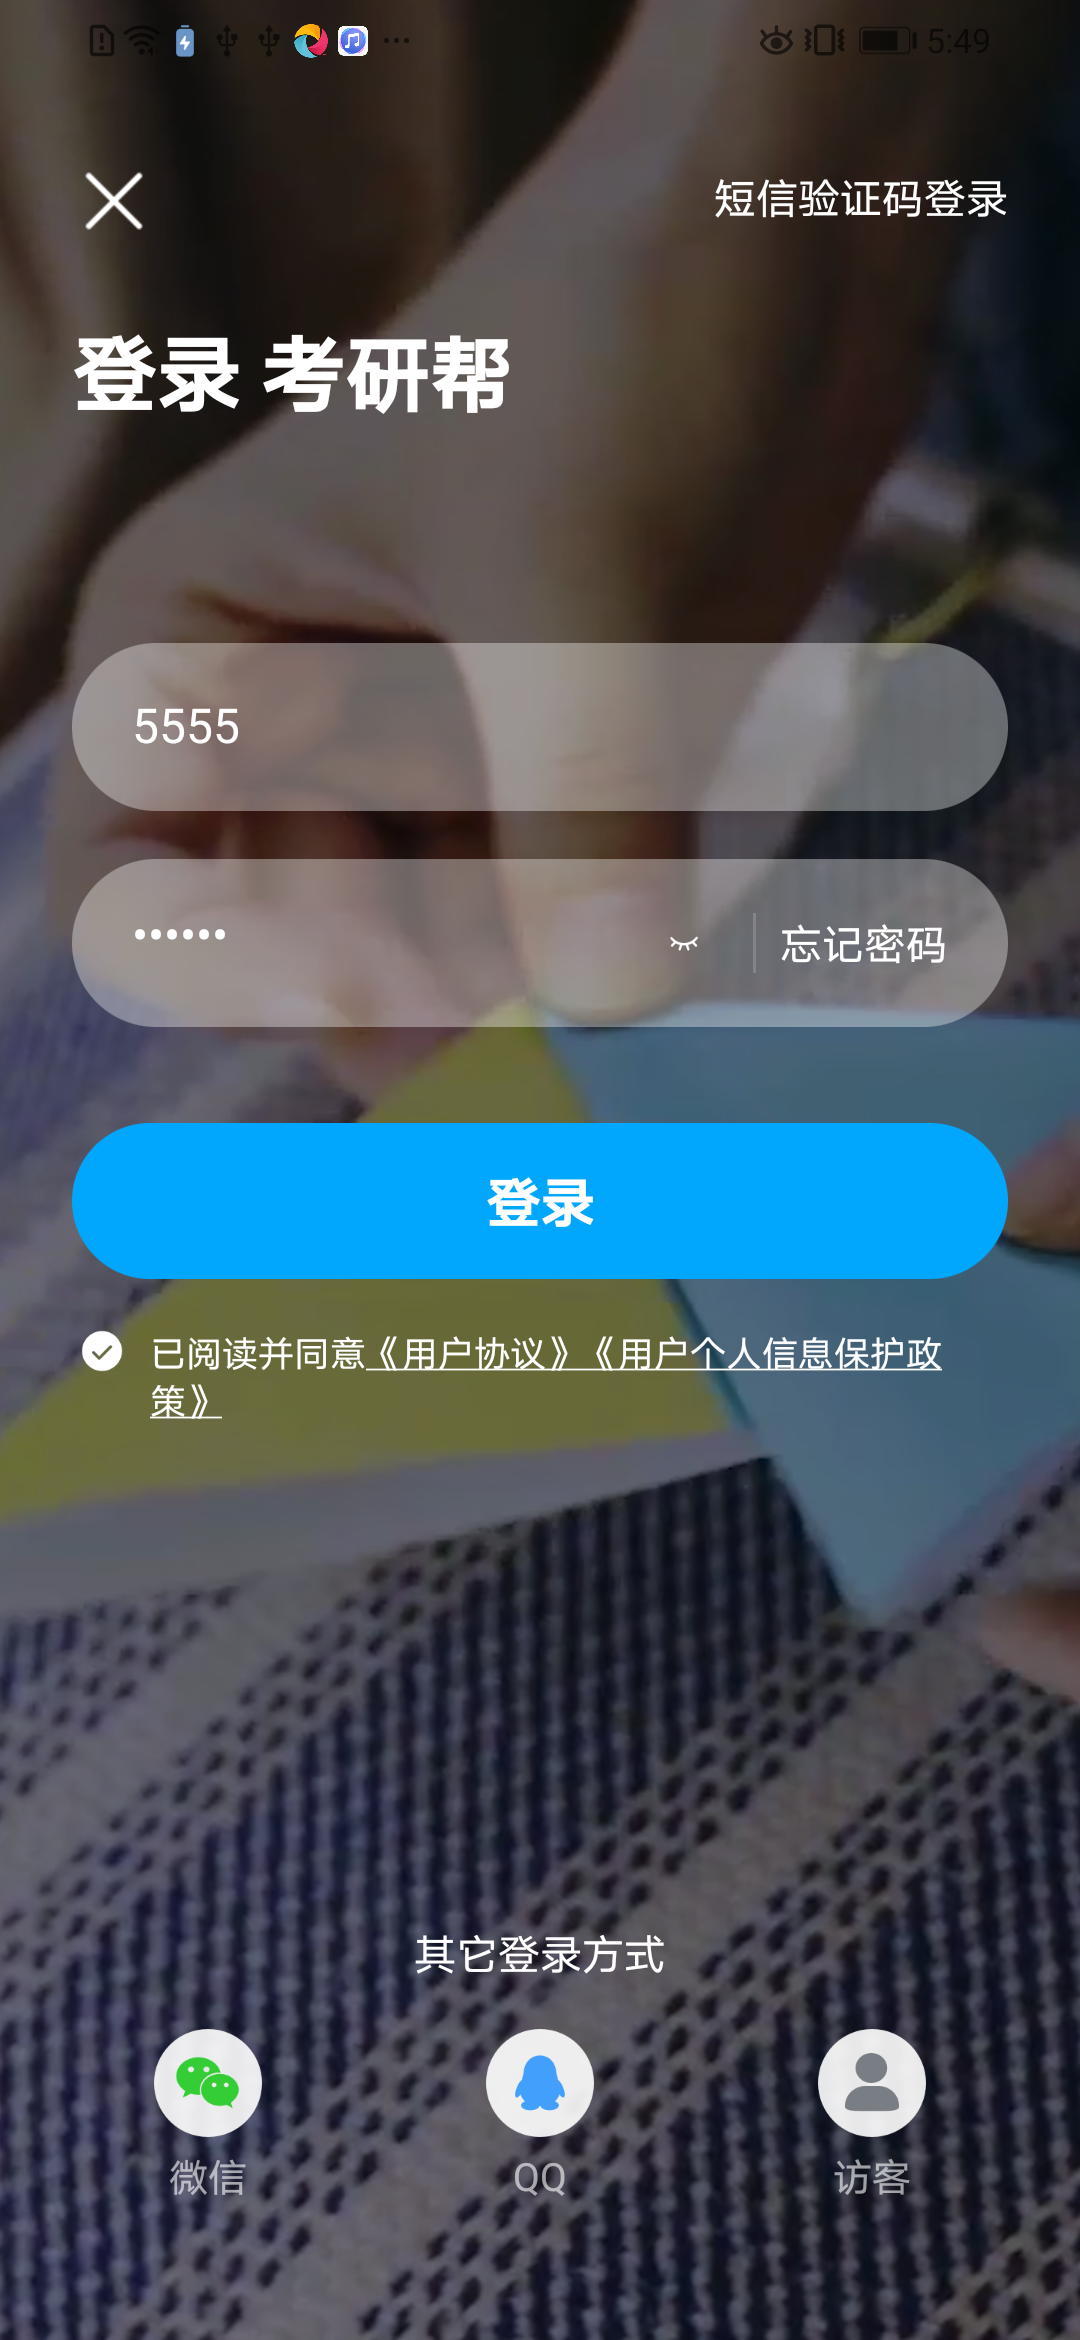 5:49
短信验证码登录
登录 考研帮
5555
••••••
忘记密码
登录
已阅读并同意《用户协议》《用户个人信息保护政
策》
其它登录方式
微信
QQ
访客